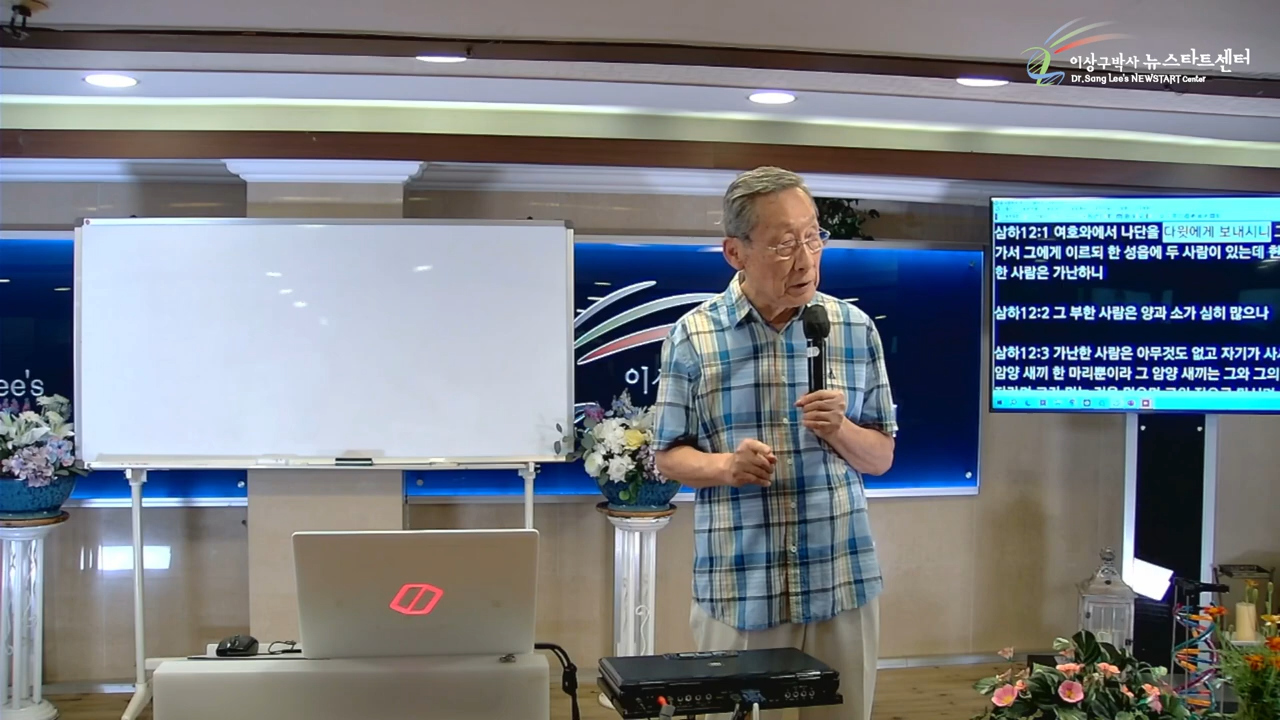 이상구박사 뉴스타트센터
Dr. Sang Lee's NEWSTART Center
삼하12:1 여호와께서 나단을 다윗에게 보내시니 그
가서 그에게 이르되 한 성읍에 두 사람이 있는데 한
한 사람은 가난하니
삼하12:2 그 부한 사람은 양과 소가 심히 많으나
삼하12:3 가난한 사람은 아무것도 없고 자기가 사
암양 새끼 한 마리뿐이라 그 암양 새끼는 그와 그의
ee's
이